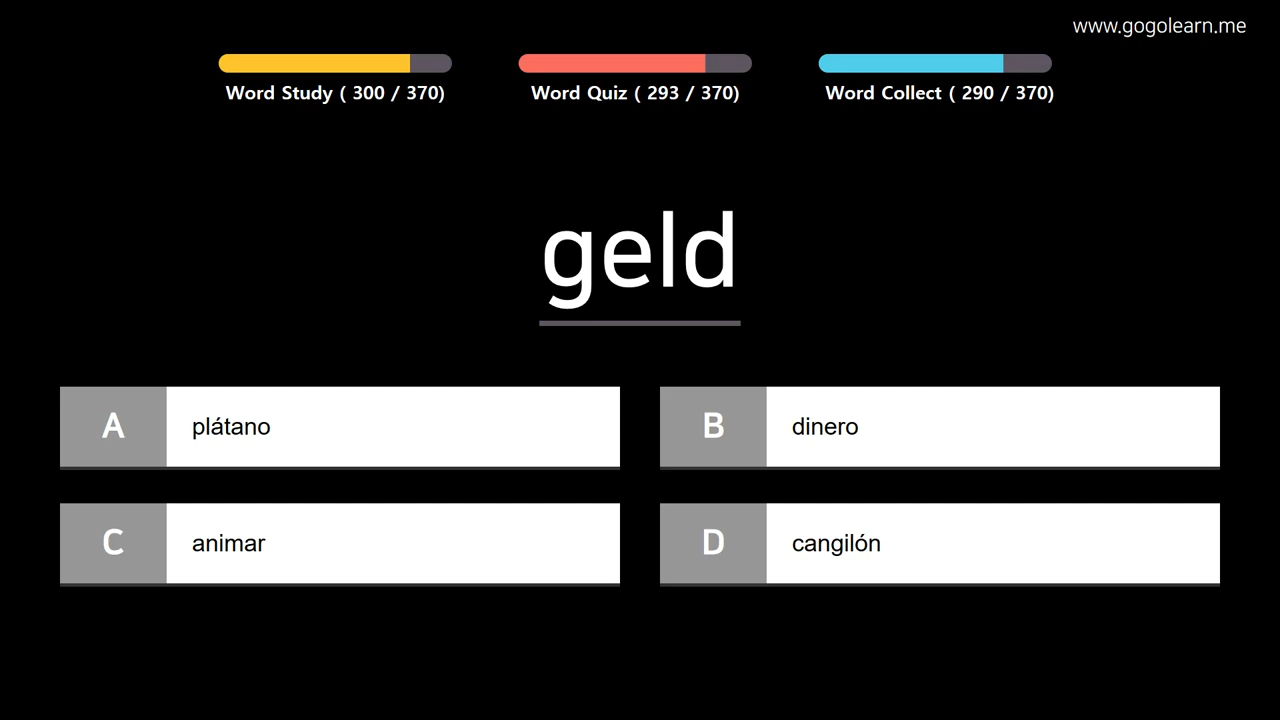 www.gogolearn.me
Word Study ( 300 / 370)
Word Quiz ( 293 / 370)
Word Collect ( 290 / 370)
geld
A plátano
B dinero
C animar
D cangilón